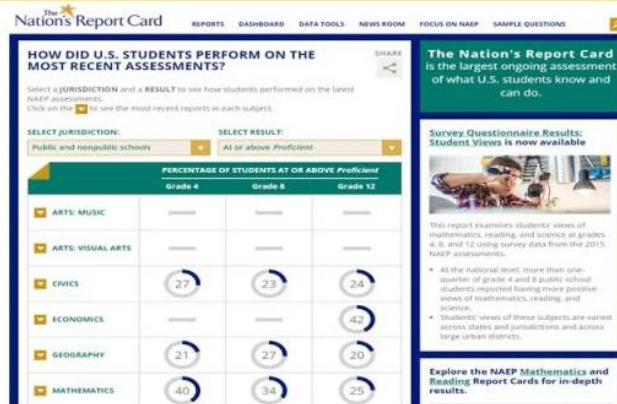 The Nation's Report Card
REPORTS DASHBOARD DATA TOOLS NEWS ROOM FOCUS ON NAEP SAMPLE QUESTIONS
HOW DID U.S. STUDENTS PERFORM ON THE
MOST RECENT ASSESSMENTS?
SHARE
Select a JURISDICTION and a RESULT to see how students performed on the latest
NAEP assessments.
Click on the to see the most recent reports in each subject.
SELECT JURISDICTION: SELECT RESULT:
Public and nonpublic schools At or above Proficient
PERCENTAGE OF STUDENTS AT OR ABOVE Proficient
Grade 4 Grade 8 Grade 12
ARTS: MUSIC
ARTS: VISUAL ARTS
CIVICS 27 23 24
ECONOMICS 42
GEOGRAPHY 21 27 20
MATHEMATICS 40 34 25
The Nation's Report Card
is the largest ongoing assessment
of what U.S. students know and
can do.
Survey Questionnaire Results:
Student Views is now available
This report examines students' views of
mathematics, reading, and science at grades
4, 8, and 12 using survey data from the 2015
NAEP assessments.
• At the national level, more than one-
quarter of grade 4 and 8 public school
students reported having more positive
views of mathematics, reading, and
science.
• Students' views of these subjects are varied
across states and jurisdictions and across
large urban districts.
Explore the NAEP Mathematics and
Reading Report Cards for in-depth
results.